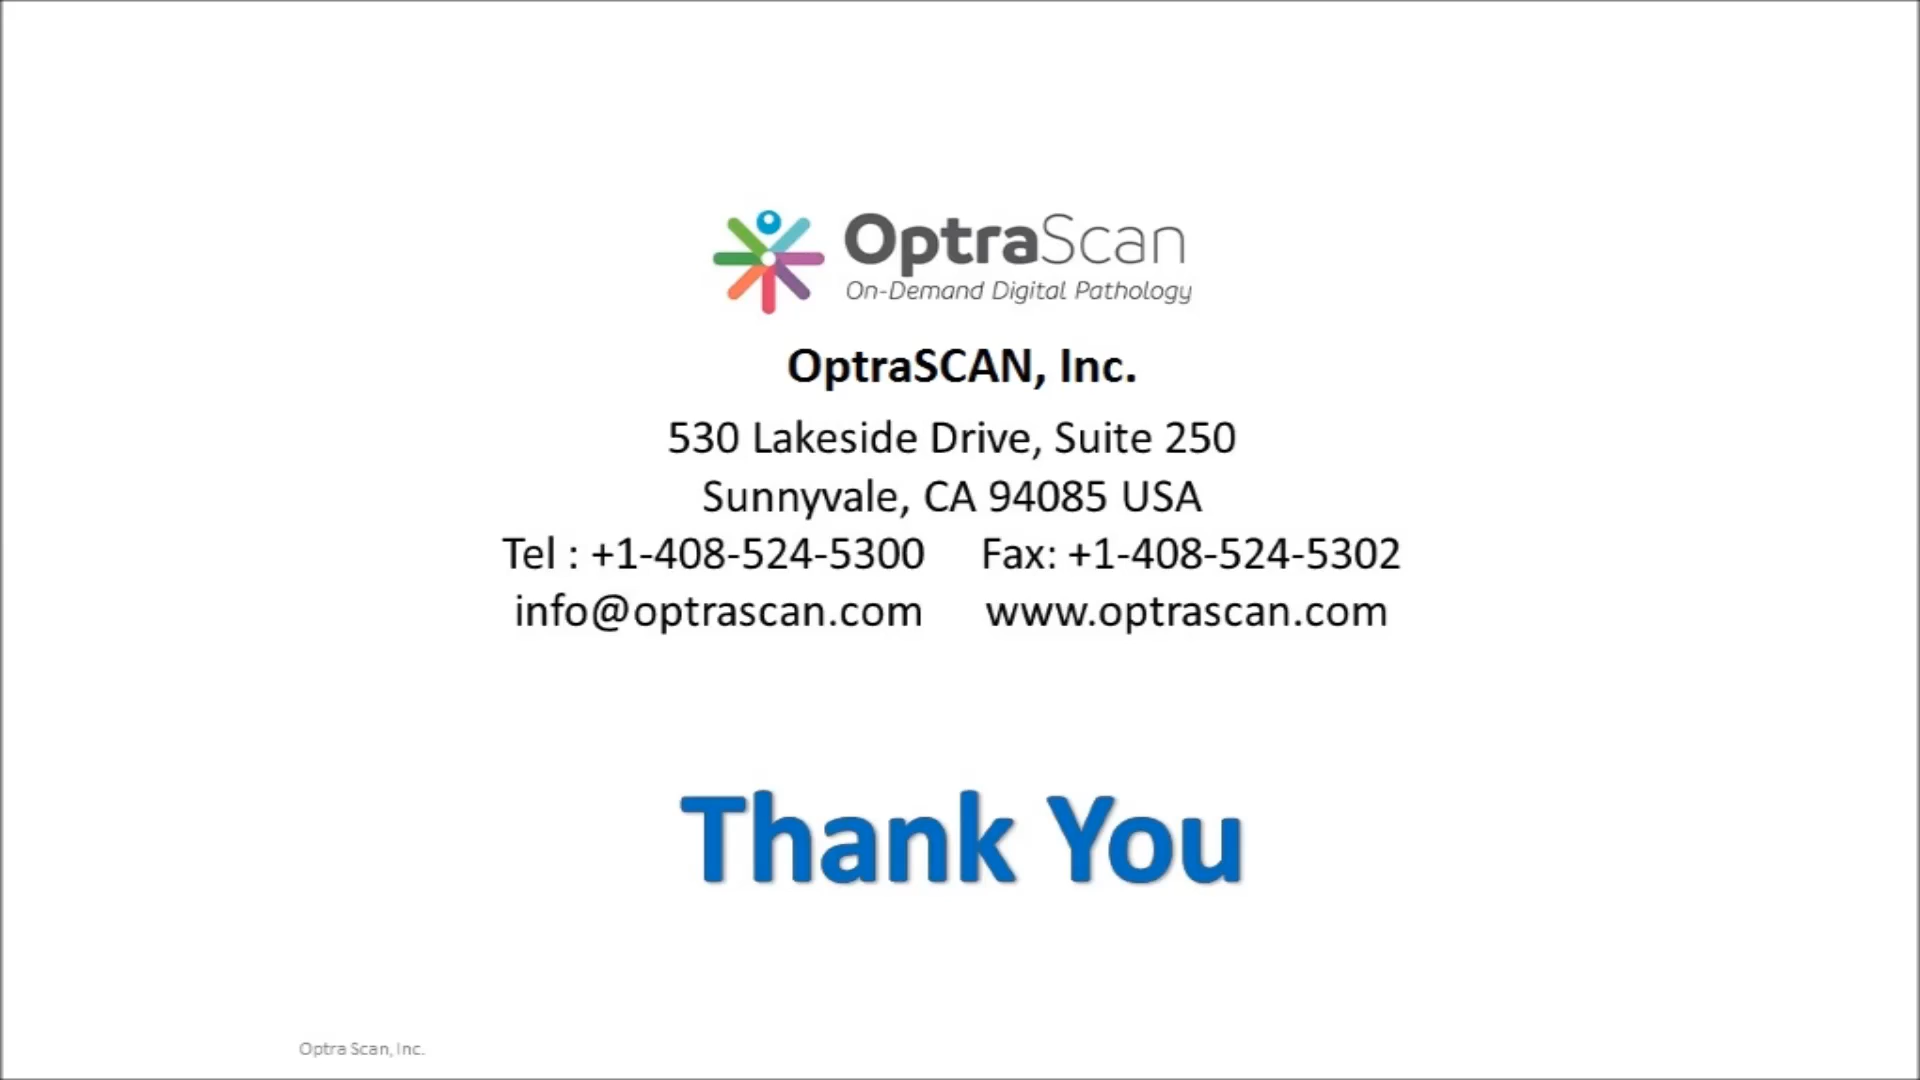 OptraScan
On-Demand Digital Pathology
OptraSCAN, Inc.
530 Lakeside Drive, Suite 250
Sunnyvale, CA 94085 USA
Tel : +1-408-524-5300 Fax: +1-408-524-5302
info@optrascan.com www.optrascan.com
Thank You
Optra Scan, Inc.